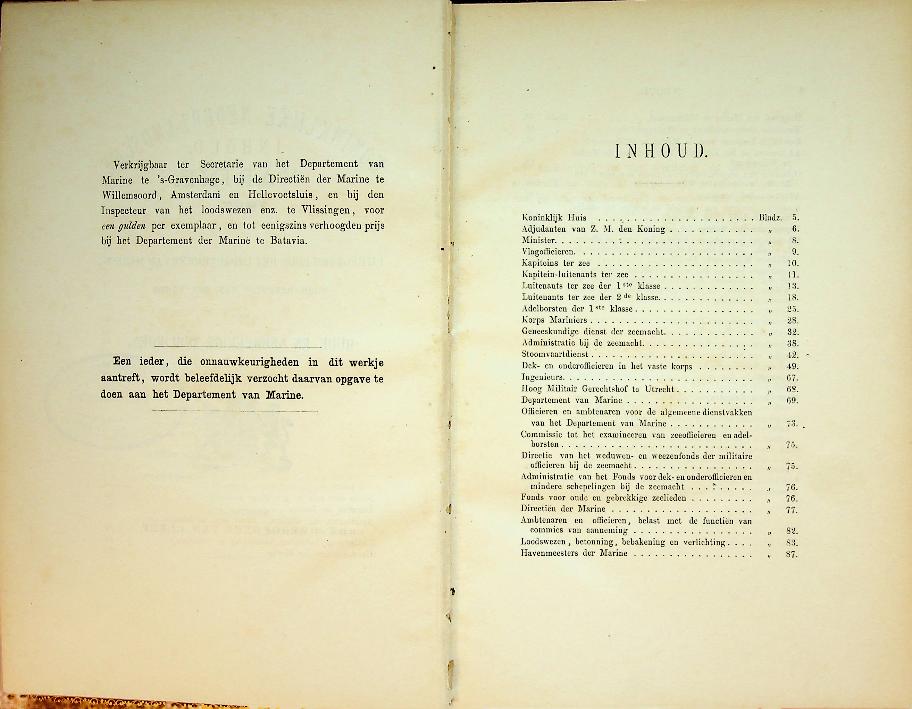 Verkrijgbaar ter Secretarie van het Departement van
Marine te 's-Gravenhage, bij de Directiën der Marine te
Willemsoord, Amsterdam en Hellevoetsluis, en bij den
Inspecteur van het loodswezen enz. te Vlissingen, voor
een gulden per exemplaar, en tot eenigszins verhoogden prijs
bij het Departement der Marine te Batavia.
Een ieder, die onnauwkeurigheden in dit werkje
aantreft, wordt beleefdelijk verzocht daarvan opgave te
doen aan het Departement van Marine.
INHOUD.
Koninklijk Huis . . . . . . . . . . . . . . . . . . . . . Bladz. 5.
Adjudanten van Z. M. den Koning . . . . . . . . . . . „ 6.
Minister. . . . . . . . . . . . . . . . . . . . . . . . . „ 8.
Vlagofficieren. . . . . . . . . . . . . . . . . . . . . . „ 9.
Kapiteins ter zee . . . . . . . . . . . . . . . . . . . . „ 10.
Kapitein-luitenants ter zee . . . . . . . . . . . . . . . „ 11.
Luitenants ter zee der 1ste klasse . . . . . . . . . . . . „ 13.
Luitenants ter zee der 2de klasse. . . . . . . . . . . . . „ 18.
Adelborsten der 1ste klasse . . . . . . . . . . . . . . . „ 25.
Korps Mariniers . . . . . . . . . . . . . . . . . . . . . „ 28.
Geneeskundige dienst der zeemacht. . . . . . . . . . . . „ 32.
Administratie bij de zeemacht. . . . . . . . . . . . . . „ 38.
Stoomvaartdienst . . . . . . . . . . . . . . . . . . . . „ 42.
Dek- en onderofficieren in het vaste korps . . . . . . . . „ 49.
Ingenieurs. . . . . . . . . . . . . . . . . . . . . . . . „ 67.
Hoog Militair Gerechtshof te Utrecht . . . . . . . . . . „ 68.
Departement van Marine . . . . . . . . . . . . . . . . . „ 69.
Officieren en ambtenaren voor de algemeene dienstvakken
van het Departement van Marine . . . . . . . . . . . . „ 73.
Commissie tot het examineeren van zeeofficieren en adel-
borsten . . . . . . . . . . . . . . . . . . . . . . . . . „ 75.
Directie van het weduwen- en weezenfonds der militaire
officieren bij de zeemacht . . . . . . . . . . . . . . . . „ 75.
Administratie van het Fonds voor dek- en onderofficieren en
mindere schepelingen bij de zeemacht . . . . . . . . . „ 76.
Fonds voor oude en gebrekkige zeelieden . . . . . . . . . „ 76.
Directiën der Marine . . . . . . . . . . . . . . . . . . . „ 77.
Ambtenaren en officieren, belast met de functiën van
commies van aanneming . . . . . . . . . . . . . . . . . „ 82.
Loodswezen, betonning, bebakening en verlichting . . . . „ 83.
Havenmeesters der Marine . . . . . . . . . . . . . . . . „ 87.